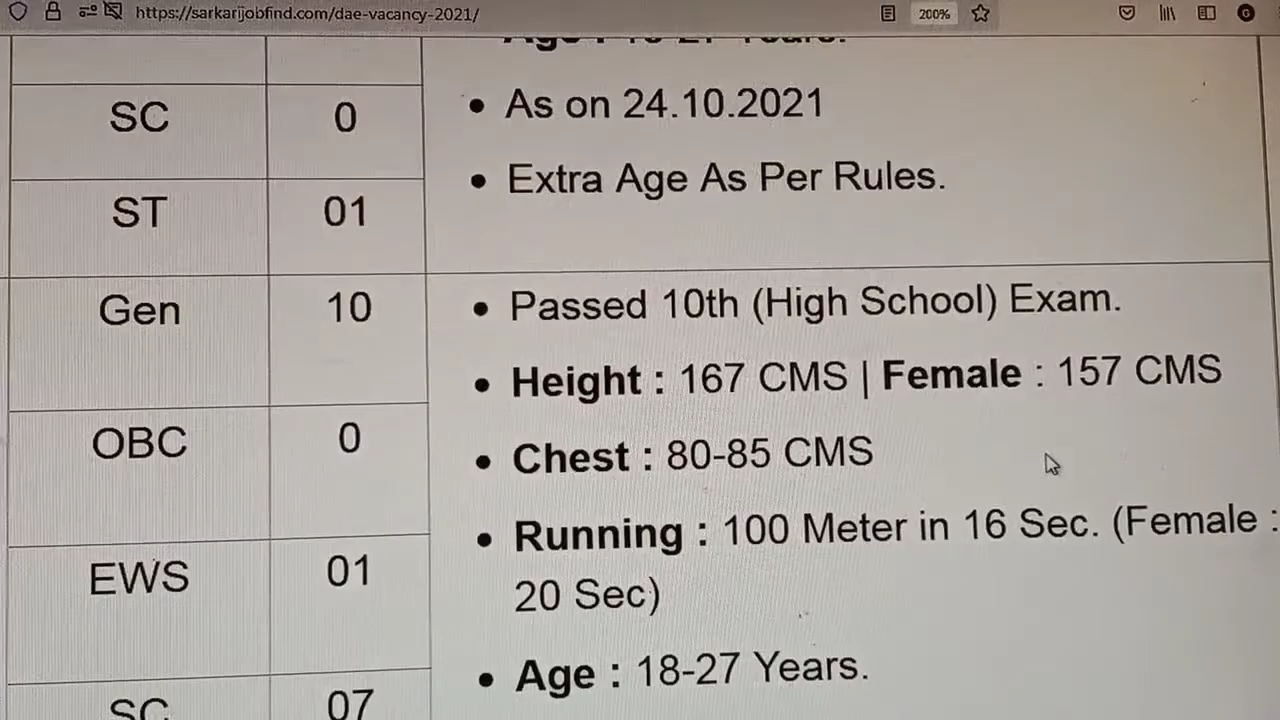 https://sarkarijobfind.com/dae-vacancy-2021/
200%
SC 0
ST 01
• As on 24.10.2021
• Extra Age As Per Rules.
Gen 10
OBC 0
EWS 01
SC 07
• Passed 10th (High School) Exam.
• Height : 167 CMS | Female : 157 CMS
• Chest : 80-85 CMS
• Running : 100 Meter in 16 Sec. (Female :
20 Sec)
• Age : 18-27 Years.